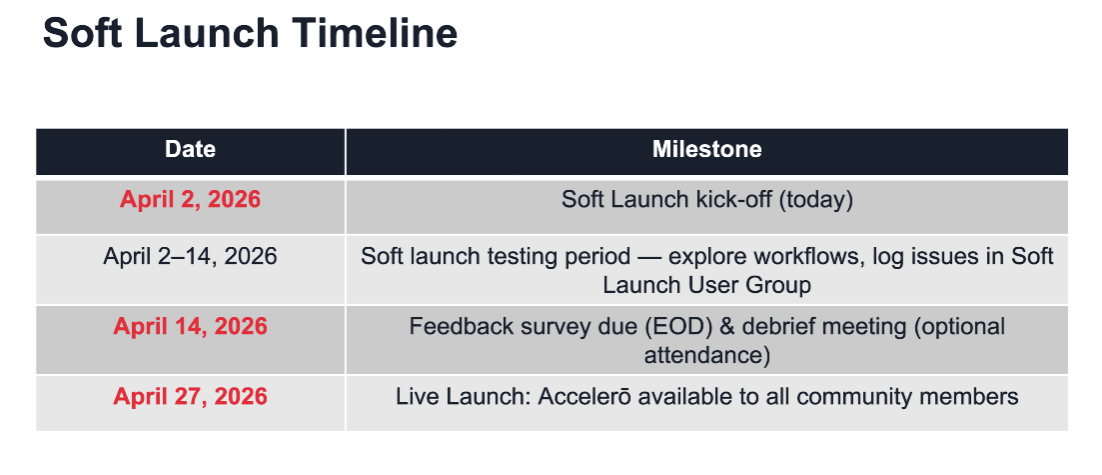 Soft Launch Timeline
Date
Milestone
April 2, 2026
Soft Launch kick-off (today)
April 2–14, 2026
Soft launch testing period — explore workflows, log issues in Soft
Launch User Group
April 14, 2026
Feedback survey due (EOD) & debrief meeting (optional
attendance)
April 27, 2026
Live Launch: Accelerō available to all community members